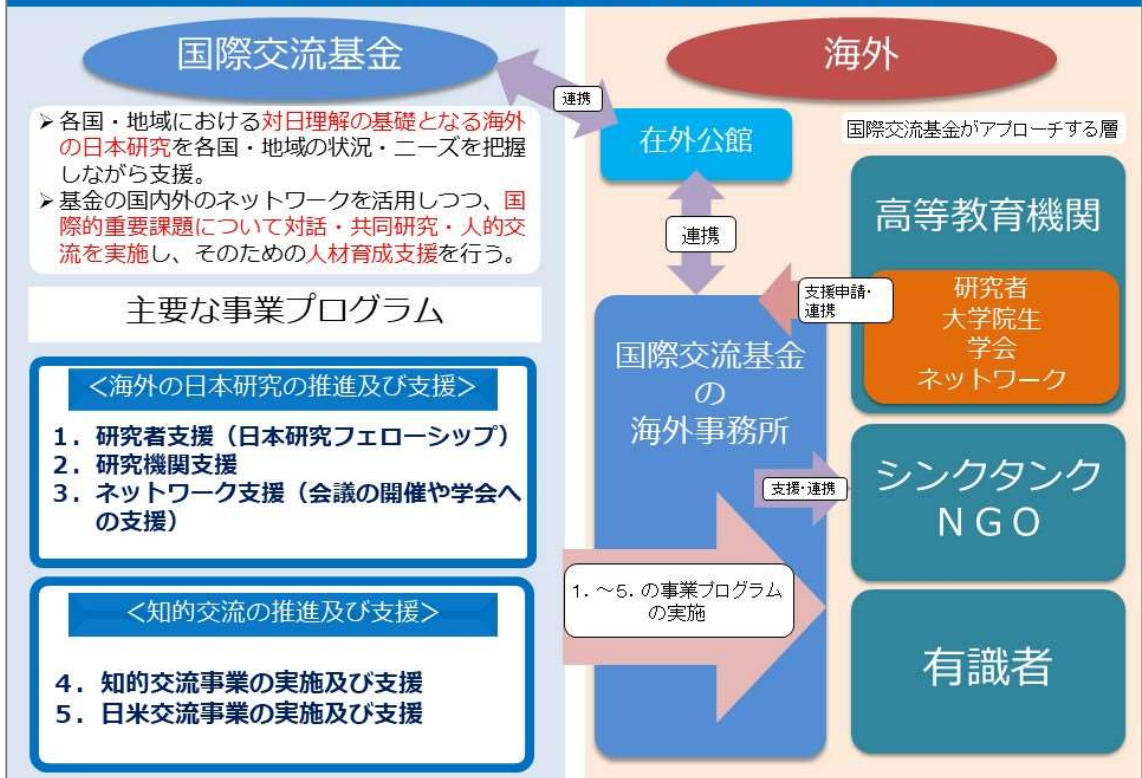 国際交流基金
➢各国・地域における対日理解の基礎となる海外
の日本研究を各国・地域の状況・ニーズを把握
しながら支援。
➢基金の国内外のネットワークを活用しつつ、国
際的重要課題について対話・共同研究・人的交
流を実施し、そのための人材育成支援を行う。
主要な事業プログラム
<海外の日本研究の推進及び支援>
1．研究者支援（日本研究フェローシップ）
2．研究機関支援
3．ネットワーク支援（会議の開催や学会へ
の支援）
<知的交流の推進及び支援>
4．知的交流事業の実施及び支援
5．日米交流事業の実施及び支援
海外
連携
在外公館
連携
国際交流基金
の
海外事務所
1．～5．の事業プログラム
の実施
支援申請・
連携
支援・連携
国際交流基金がアプローチする層
高等教育機関
研究者
大学院生
学会
ネットワーク
シンクタンク
ＮＧＯ
有識者